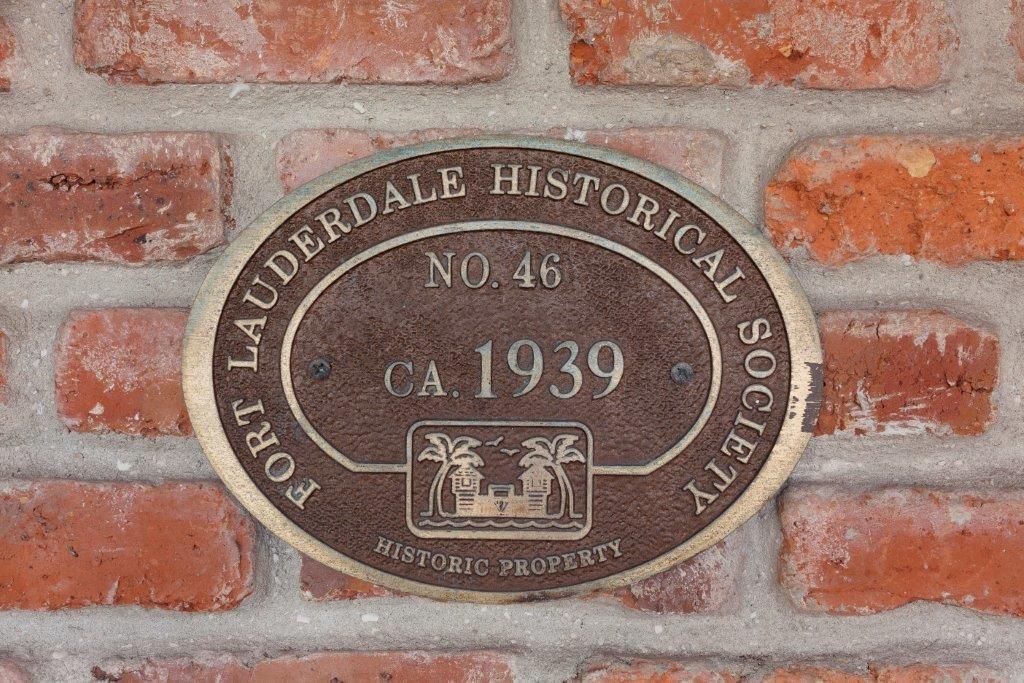 FORT LAUDERDALE HISTORICAL SOCIETY
NO. 46
CA. 1939
HISTORIC PROPERTY